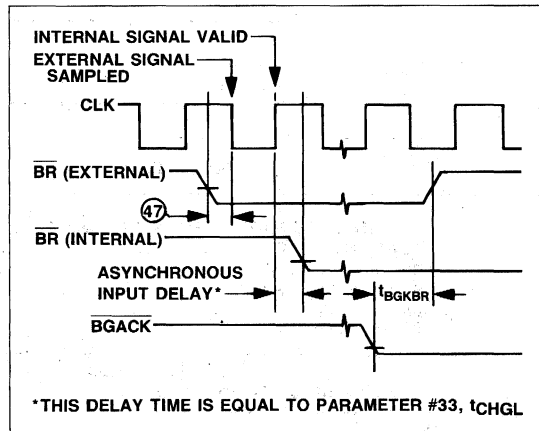 INTERNAL SIGNAL VALID
EXTERNAL SIGNAL
SAMPLED
CLK
BR (EXTERNAL)
47
BR (INTERNAL)
ASYNCHRONOUS
INPUT DELAY*
tBGKBR
BGACK
*THIS DELAY TIME IS EQUAL TO PARAMETER #33, tCHGL